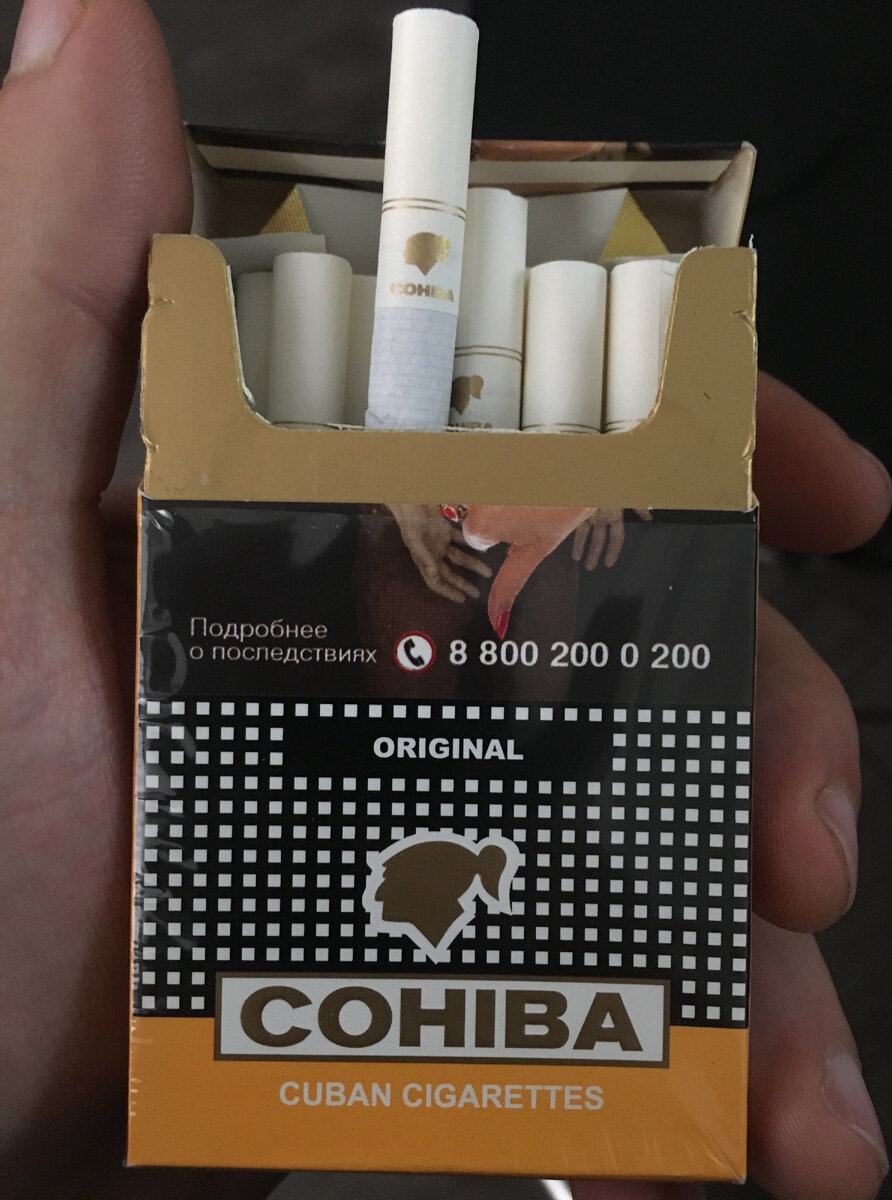 COHIBA
Подробнее
о последствиях 8 800 200 0 200
ORIGINAL
COHIBA
CUBAN CIGARETTES